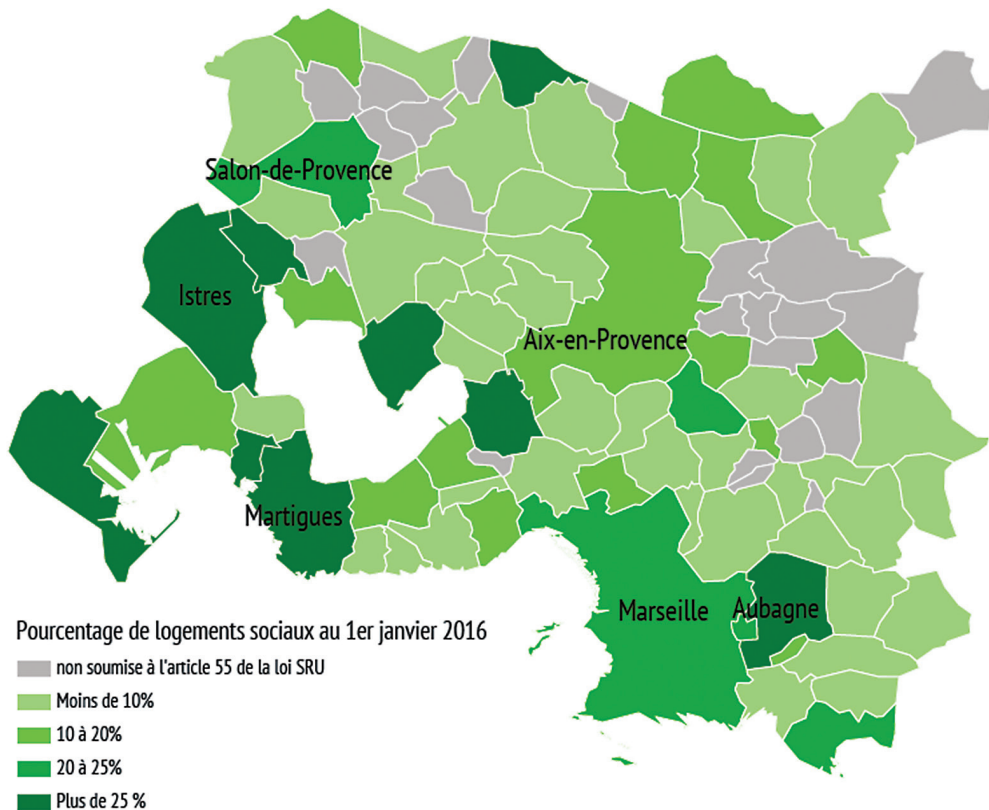 Salon-de-Provence
Istres
Aix-en-Provence
Martigues
Marseille
Aubagne
Pourcentage de logements sociaux au 1er janvier 2016
non soumise à l'article 55 de la loi SRU
Moins de 10%
10 à 20%
20 à 25%
Plus de 25 %